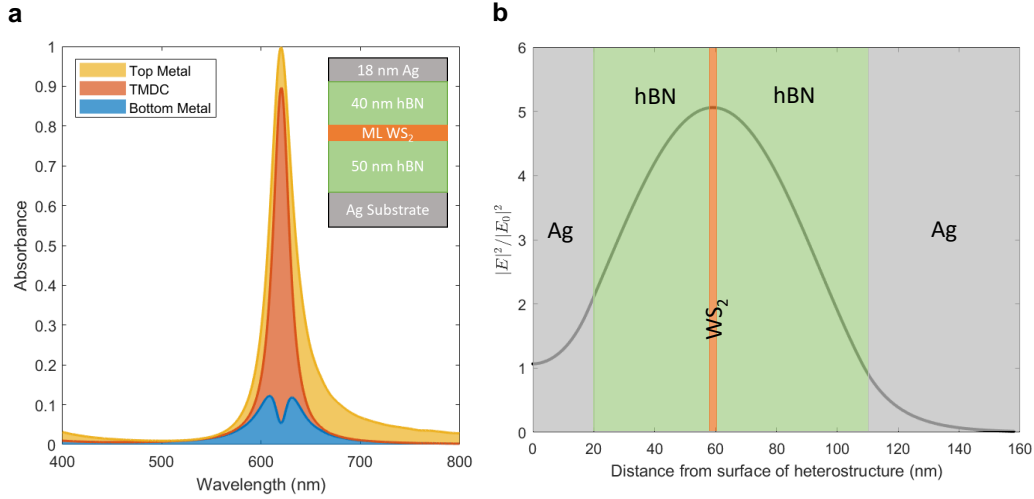 a
Absorbance
1
0.9
0.8
0.7
0.6
0.5
0.4
0.3
0.2
0.1
0
Top Metal
TMDC
Bottom Metal
18 nm Ag
40 nm hBN
ML WS₂
50 nm hBN
Ag Substrate
400
500
600
700
800
Wavelength (nm)
b
|E|²/|E₀|²
6
5
4
3
2
1
0
Ag
hBN
WS₂
hBN
Ag
0
20
40
60
80
100
120
140
160
Distance from surface of heterostructure (nm)